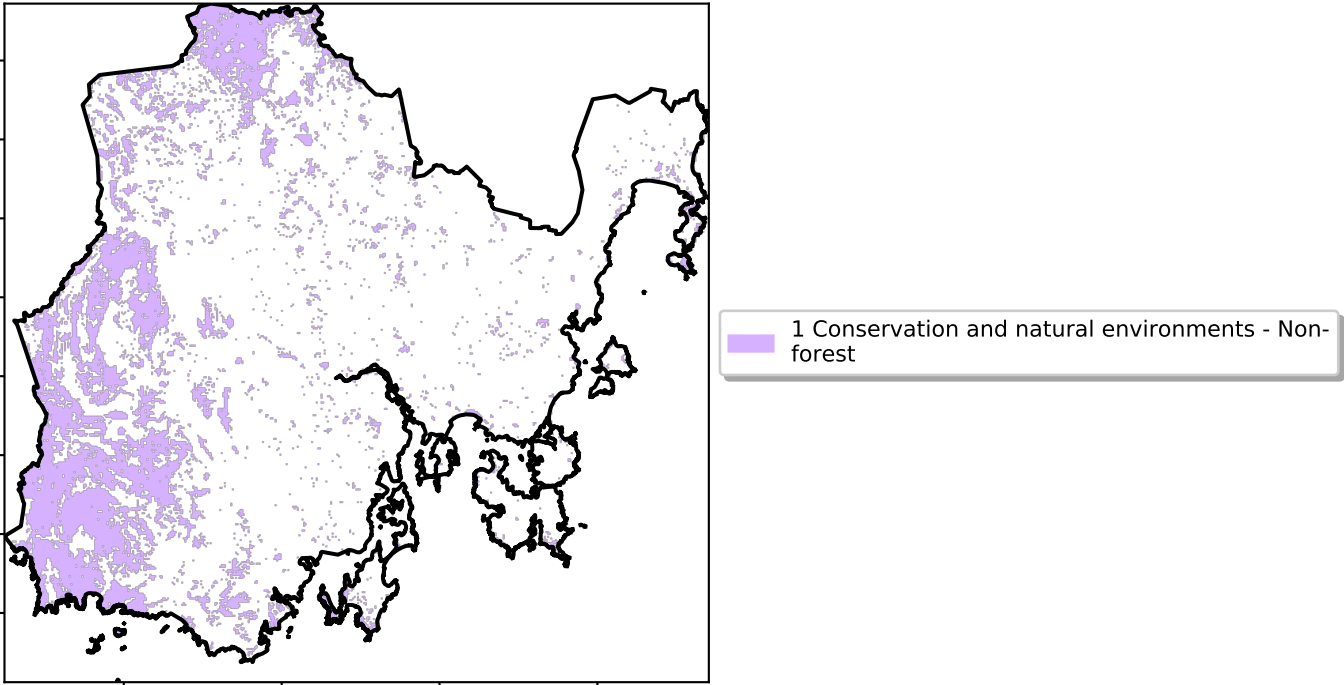 1 Conservation and natural environments - Non-
forest